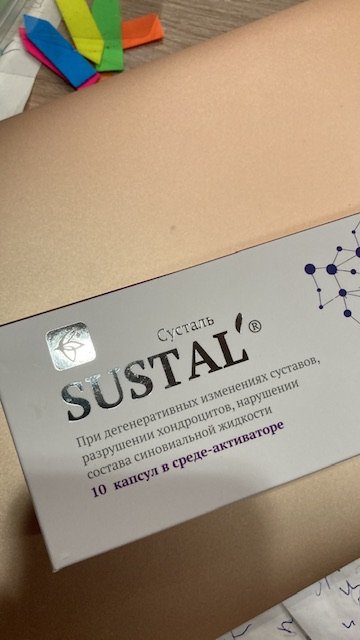 Сусталь
SUSTAL'®
При дегенеративных изменениях суставов,
разрушении хондроцитов, нарушении
состава синовиальной жидкости
10 капсул в среде-активаторе